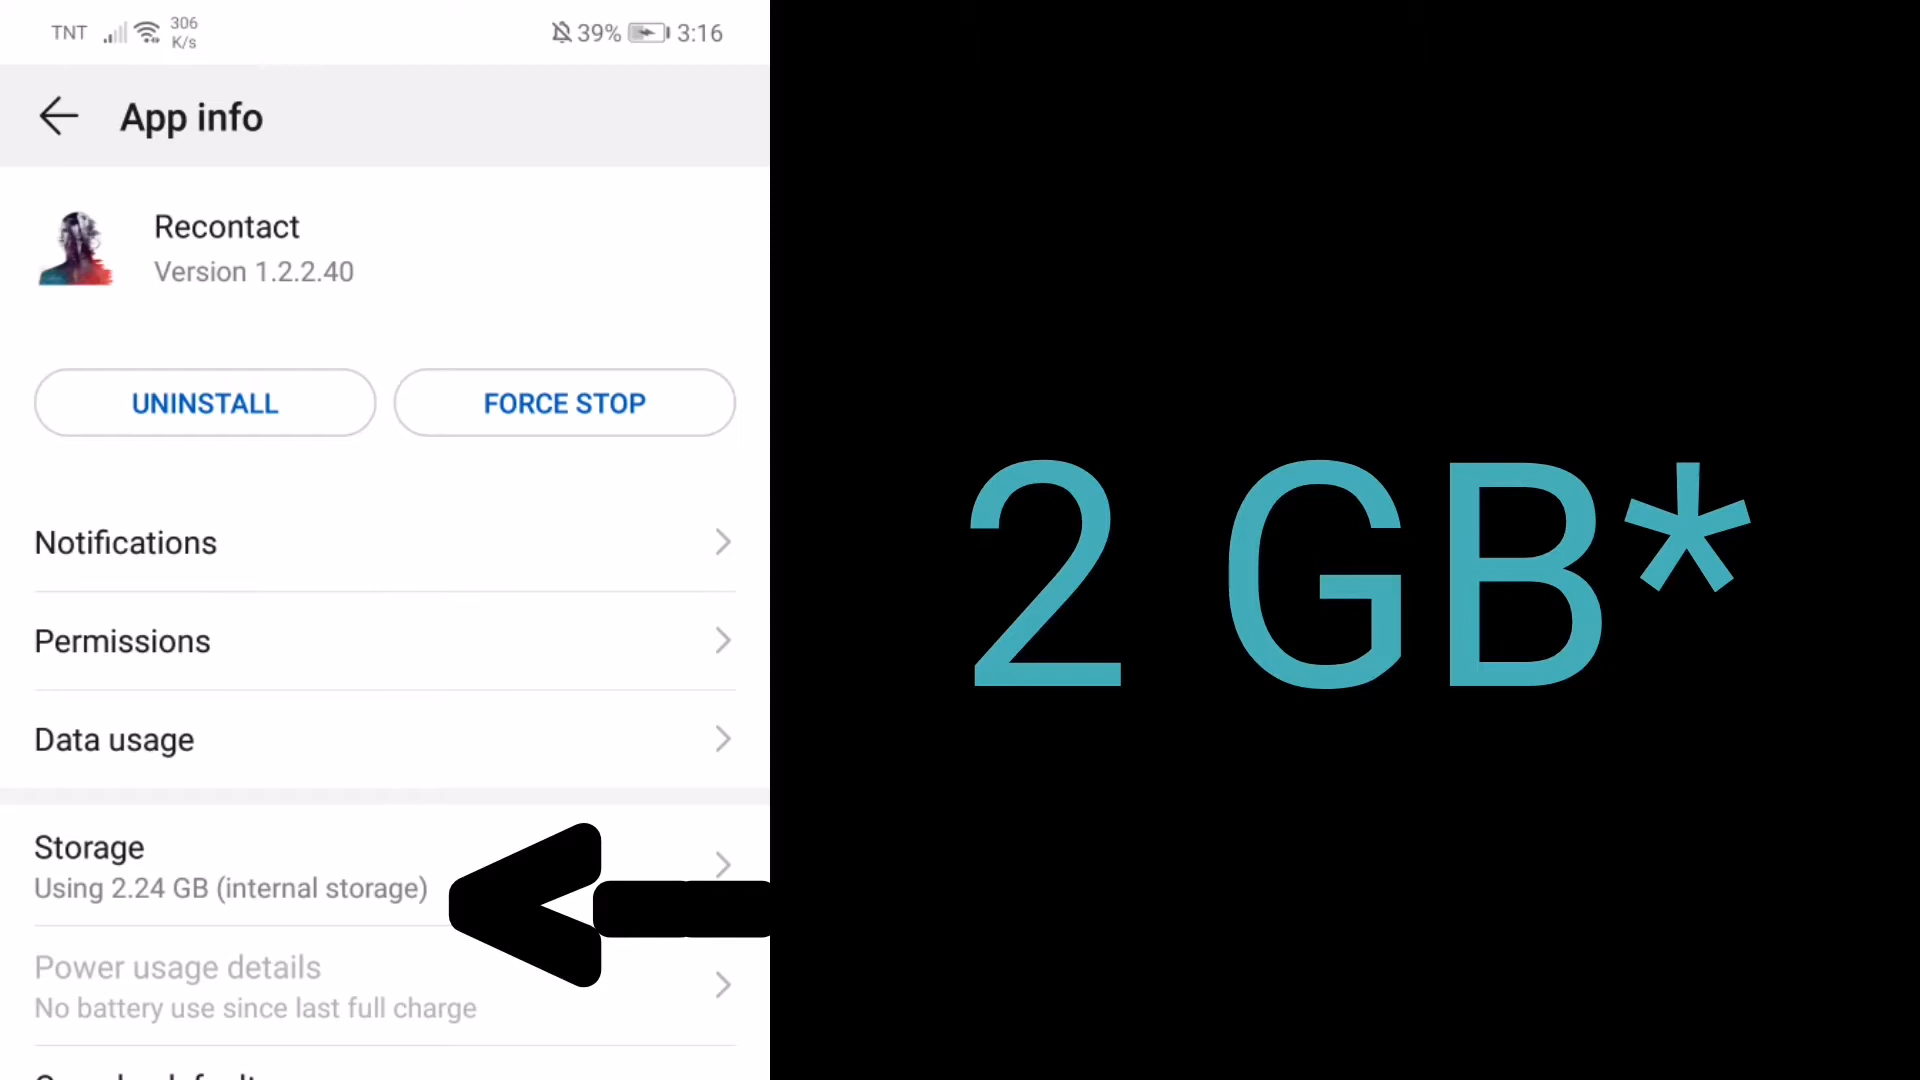 TNT
306
K/s
39%
3:16
App info
Recontact
Version 1.2.2.40
UNINSTALL
FORCE STOP
Notifications
Permissions
Data usage
Storage
Using 2.24 GB (internal storage)
Power usage details
No battery use since last full charge
2 GB*